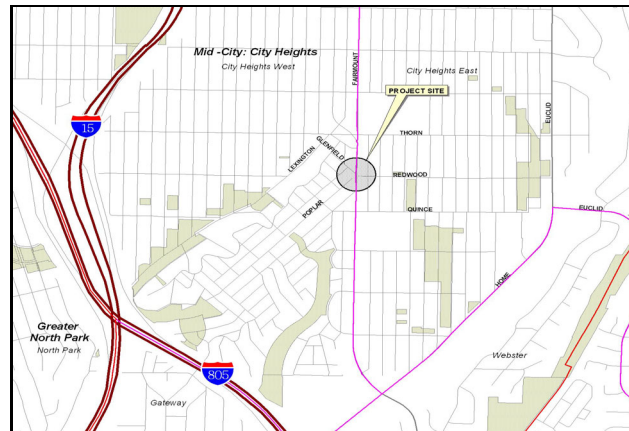 Mid -City: City Heights
City Heights West
FAIRMOUNT
City Heights East
PROJECT SITE
EUCLID
15
THORN
GLENFIELD
LEXINGTON
REDWOOD
POPLAR
QUINCE
EUCLID
HOME
Greater
North Park
North Park
Webster
805
Gateway